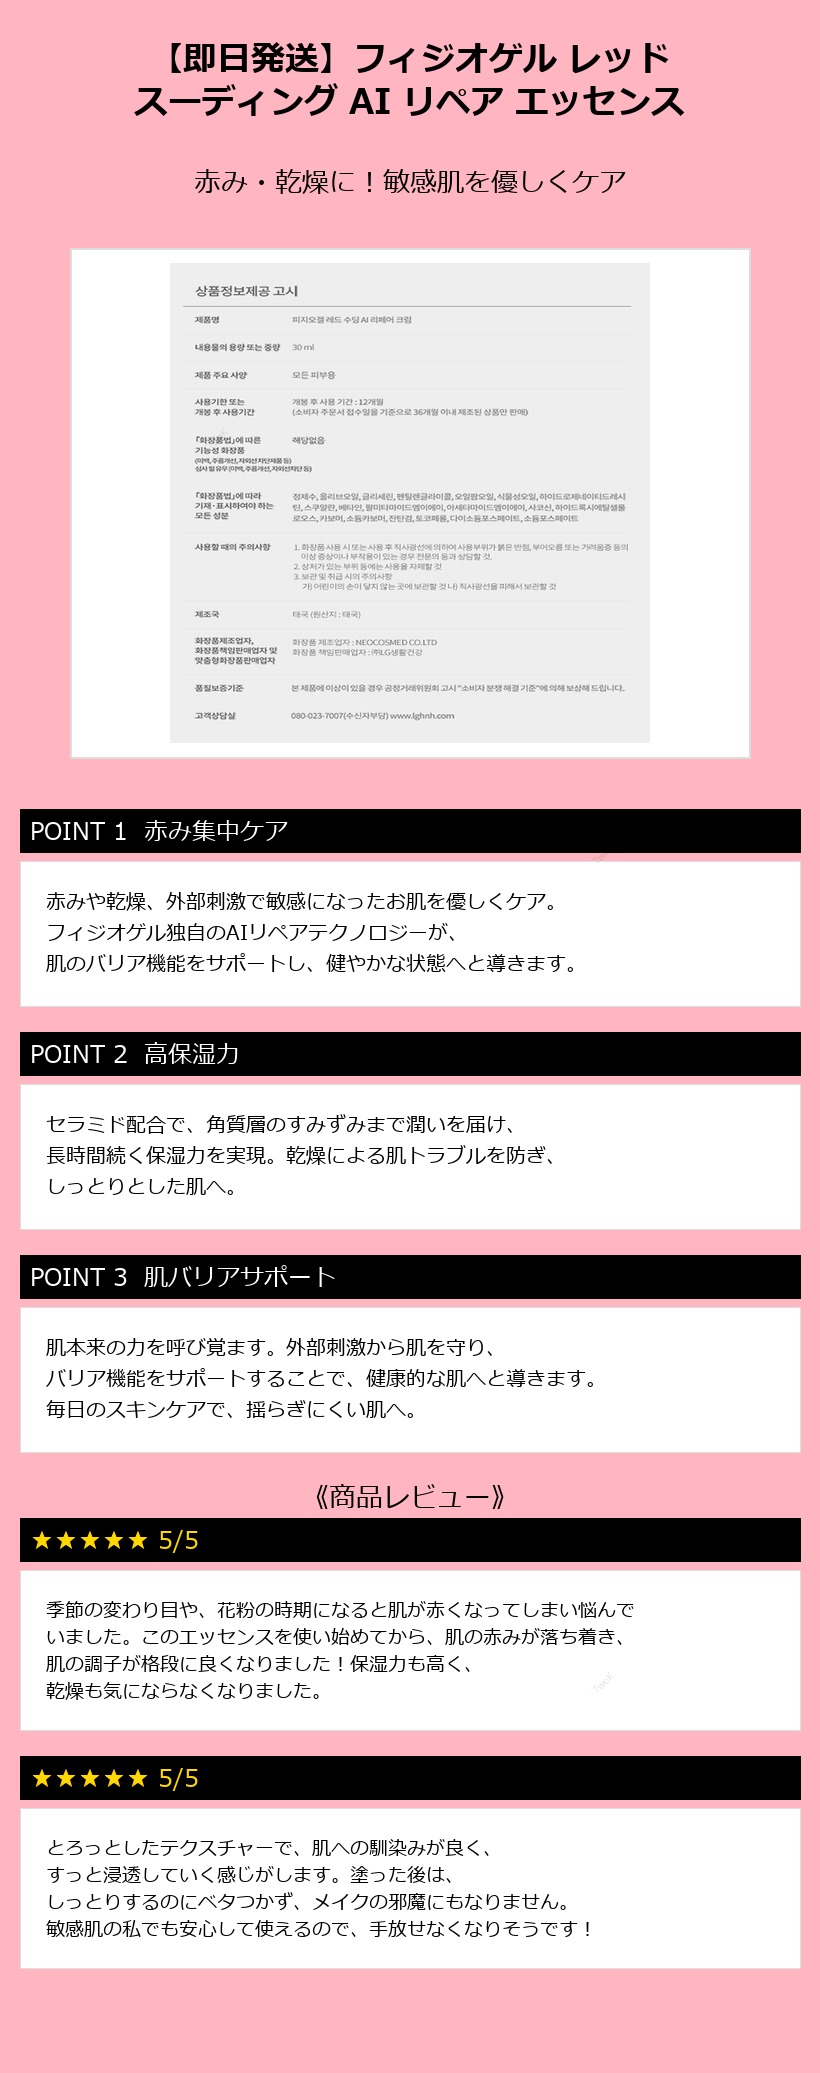 【即日発送】フィジオゲル レッド
スーディング AI リペア エッセンス
赤み・乾燥に！敏感肌を優しくケア
상품정보제공 고시
제품명 피지오겔 레드 수딩 AI 리페어 크림
내용물의 용량 또는 중량 30 ml
제품 주요 사양 모든 피부용
사용기한 또는 개봉 후 사용 기간 : 12개월
개봉 후 사용기간 (소비자 주문서 접수일을 기준으로 36개월 이내 제조된 상품만 판매)
「화장품법」에 따른 해당없음
기능성 화장품
(미백, 주름개선, 자외선차단제품 등)
심사 필 유무 (미백, 주름개선, 자외선차단 등)
「화장품법」에 따라 정제수, 올리브오일, 글리세린, 펜틸렌글라이콜, 오일팜오일, 식물성오일, 하이드로제네이티드레시
기재·표시하여야 하는 틴, 스쿠알란, 베타인, 팔미타마이드엠이에이, 아세타마이드엠이에이, 사코신, 하이드록시에틸셀룰
모든 성분 로오스, 카보머, 소듐카보머, 잔탄검, 토코페롤, 다이소듐포스페이트, 소듐포스페이트
사용할 때의 주의사항 1. 화장품 사용 시 또는 사용 후 직사광선에 의하여 사용부위가 붉은 반점, 부어오름 또는 가려움증 등의
이상 증상이나 부작용이 있는 경우 전문의 등과 상담할 것.
2. 상처가 있는 부위 등에는 사용을 자제할 것
3. 보관 및 취급 시의 주의사항
가) 어린이의 손이 닿지 않는 곳에 보관할 것 나) 직사광선을 피해서 보관할 것
제조국 태국 (원산지 : 태국)
화장품제조업자, 화장품 제조업자 : NEOCOSMED CO.LTD
화장품책임판매업자 및 화장품 책임판매업자 : ㈜LG생활건강
맞춤형화장품판매업자
품질보증기준 본 제품에 이상이 있을 경우 공정거래위원회 고시 "소비자 분쟁 해결 기준"에 의해 보상해 드립니다.
고객상담실 080-023-7007(수신자부담) www.lghnh.com
POINT 1 赤み集中ケア
赤みや乾燥、外部刺激で敏感になったお肌を優しくケア。
フィジオゲル独自のAIリペアテクノロジーが、
肌のバリア機能をサポートし、健やかな状態へと導きます。
POINT 2 高保湿力
セラミド配合で、角質層のすみずみまで潤いを届け、
長時間続く保湿力を実現。乾燥による肌トラブルを防ぎ、
しっとりとした肌へ。
POINT 3 肌バリアサポート
肌本来の力を呼び覚ます。外部刺激から肌を守り、
バリア機能をサポートすることで、健康的な肌へと導きます。
毎日のスキンケアで、揺らぎにくい肌へ。
《商品レビュー》
★★★★★ 5/5
季節の変わり目や、花粉の時期になると肌が赤くなってしまい悩んで
いました。このエッセンスを使い始めてから、肌の赤みが落ち着き、
肌の調子が格段に良くなりました！保湿力も高く、
乾燥も気にならなくなりました。
★★★★★ 5/5
とろっとしたテクスチャーで、肌への馴染みが良く、
すっと浸透していく感じがします。塗った後は、
しっとりするのにベタつかず、メイクの邪魔にもなりません。
敏感肌の私でも安心して使えるので、手放せなくなりそうです！